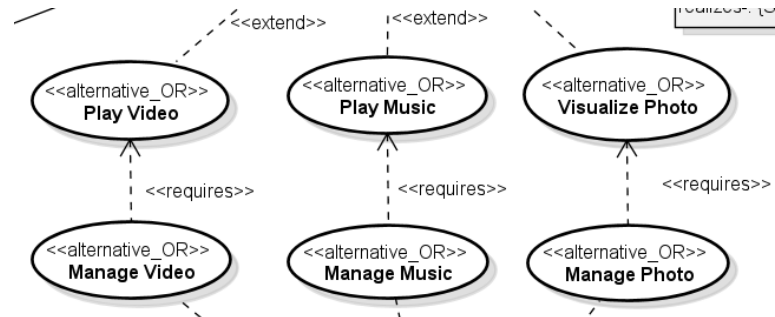 <<extend>>
<<extend>>
<<alternative_OR>>
Play Video
<<alternative_OR>>
Play Music
<<alternative_OR>>
Visualize Photo
<<requires>>
<<requires>>
<<requires>>
<<alternative_OR>>
Manage Video
<<alternative_OR>>
Manage Music
<<alternative_OR>>
Manage Photo